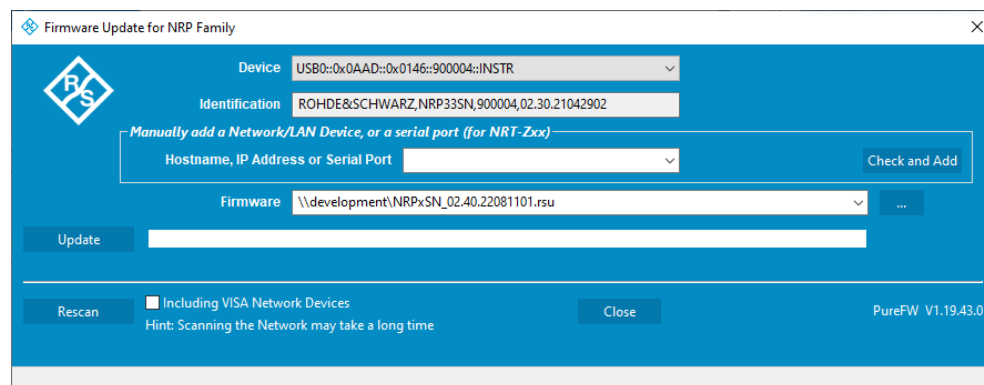 Firmware Update for NRP Family
R
S
Device USB0::0x0AAD::0x0146::900004::INSTR
Identification ROHDE&SCHWARZ,NRP33SN,900004,02.30.21042902
Manually add a Network/LAN Device, or a serial port (for NRT-Zxx)
Hostname, IP Address or Serial Port Check and Add
Firmware \\development\NRPxSN_02.40.22081101.rsu ...
Update
Rescan Including VISA Network Devices Close PureFW V1.19.43.0
Hint: Scanning the Network may take a long time